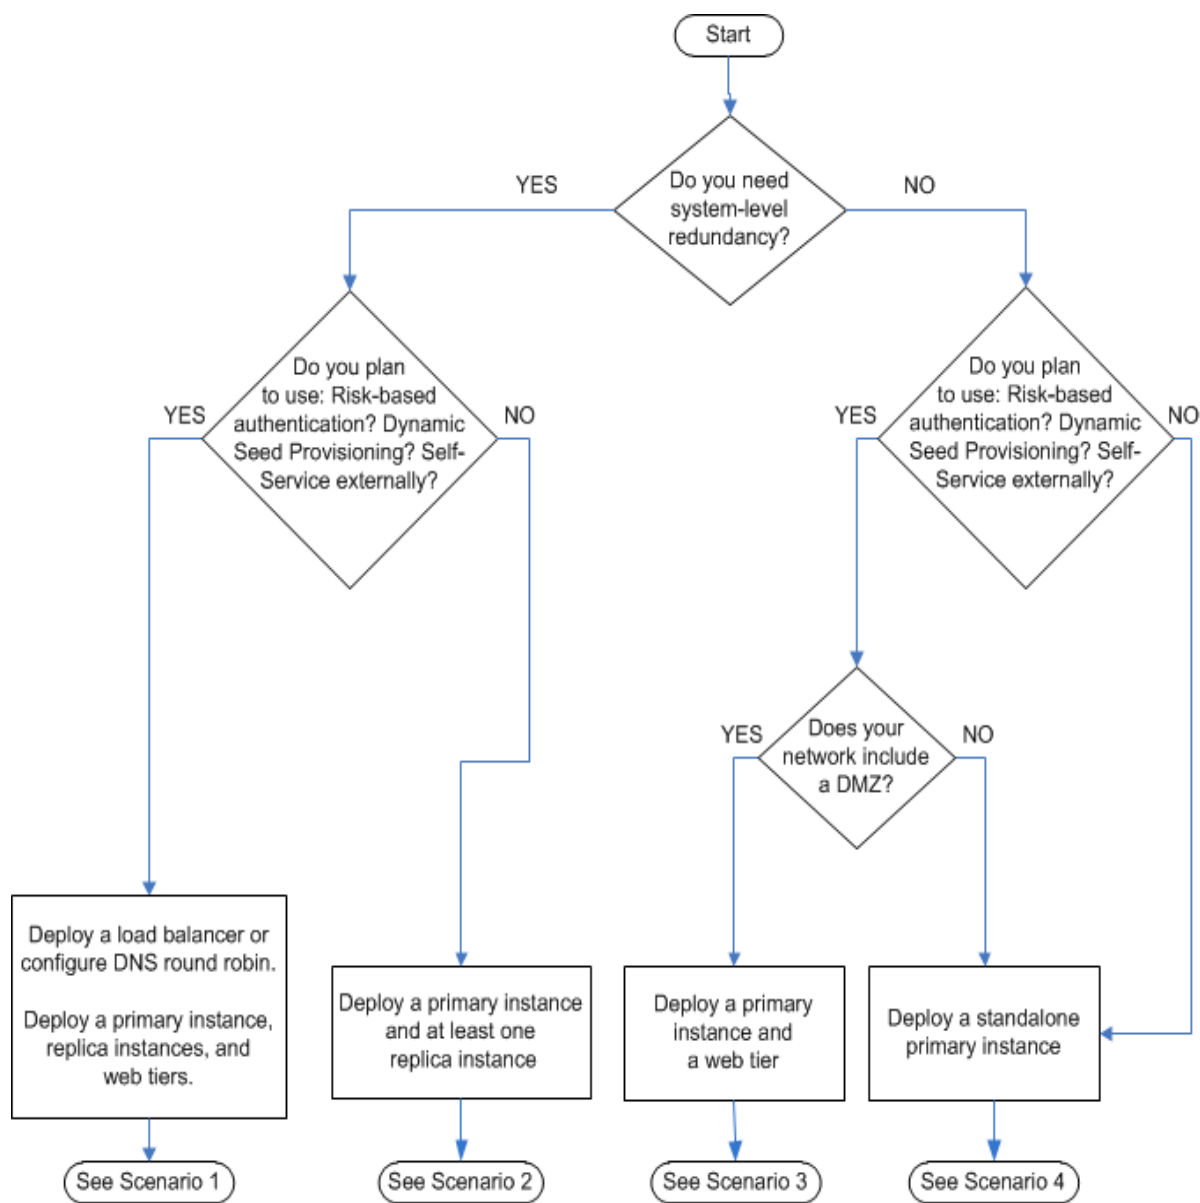 Start
Do you need
system-level
redundancy?
YES
NO
Do you plan
to use: Risk-based
authentication? Dynamic
Seed Provisioning? Self-
Service externally?
YES
NO
Do you plan
to use: Risk-based
authentication? Dynamic
Seed Provisioning? Self-
Service externally?
YES
NO
Does your
network include
a DMZ?
YES
NO
Deploy a load balancer or
configure DNS round robin.
Deploy a primary instance,
replica instances, and
web tiers.
Deploy a primary instance
and at least one
replica instance
Deploy a primary
instance and
a web tier
Deploy a standalone
primary instance
See Scenario 1
See Scenario 2
See Scenario 3
See Scenario 4